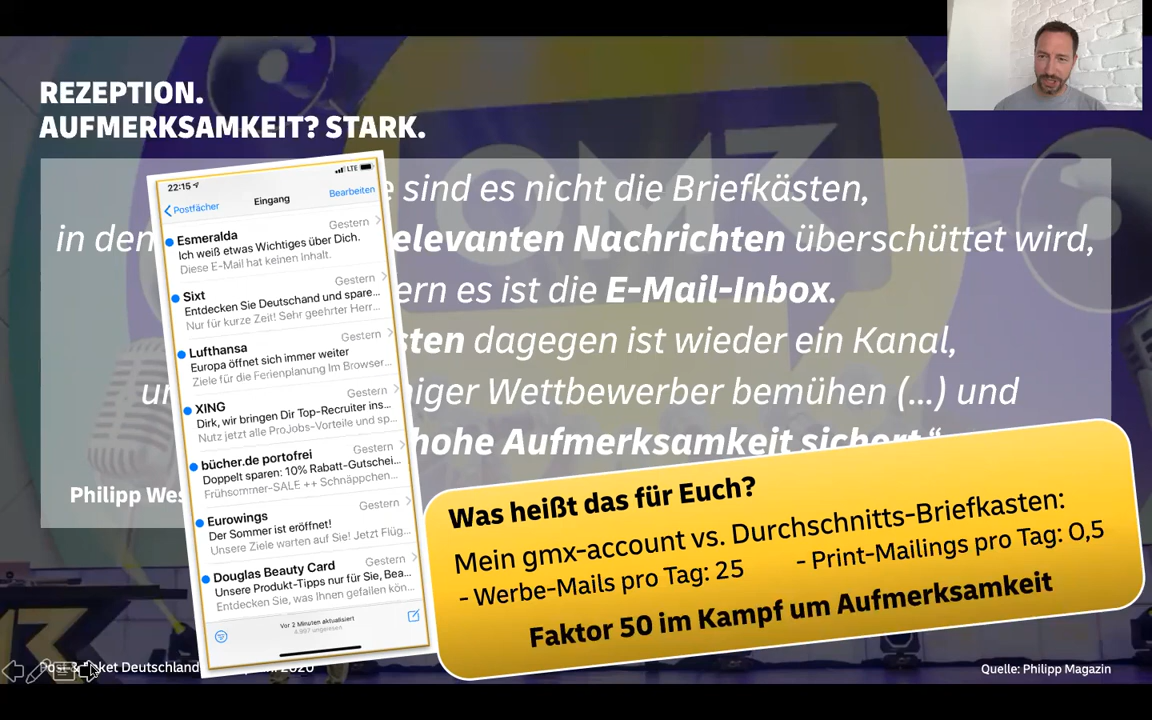 REZEPTION.
AUFMERKSAMKEIT? STARK.
sind es nicht die Briefkästen,
in den elevanten Nachrichten überschüttet wird,
ern es ist die E-Mail-Inbox.
sten dagegen ist wieder ein Kanal,
niger Wettbewerber bemühen (...) und
hohe Aufmerksamkeit sichert."
Philipp Wes
22:15
LTE
Postfächer
Eingang
Bearbeiten
Esmeralda Gestern
Ich weiß etwas Wichtiges über Dich.
Diese E-Mail hat keinen Inhalt.
Sixt Gestern
Entdecken Sie Deutschand und spare...
Nur für kurze Zeit! Sehr geehrter Herr...
Lufthansa Gestern
Europa öffnet sich immer weiter
Ziele für die Ferienplanung Im Browser...
XING Gestern
Dirk, wir bringen Dir Top-Recruiter ins...
Nutz jetzt alle ProJobs-Vorteile und sp...
bücher.de portofrei Gestern
Doppelt sparen: 10% Rabatt-Gutschei...
Frühsommer-SALE ++ Schnäppchen...
Eurowings Gestern
Der Sommer ist eröffnet!
Unsere Ziele warten auf Sie! Jetzt Flüg...
Douglas Beauty Card Gestern
Unsere Produkt-Tipps nur für Sie, Bea...
Entdecken Sie, was Ihnen gefallen kön...
Vor 2 Minuten aktualisiert
4.997 ungelesen
Was heißt das für Euch?
Mein gmx-account vs. Durchschnitts-Briefkasten:
- Werbe-Mails pro Tag: 25 - Print-Mailings pro Tag: 0,5
Faktor 50 im Kampf um Aufmerksamkeit
Deutschland 2020
Quelle: Philipp Magazin
OMR